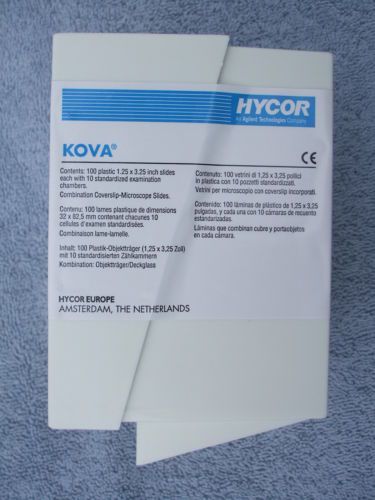 HYCOR
An Agilent Technologies Company
KOVA®
CE
Contents: 100 plastic 1.25 x 3.25 inch slides
each with 10 standardized examination
chambers.
Combination Coverslip-Microscope Slides.
Contenu: 100 lames plastique de dimensions
32 x 82,5 mm contenant chacunes 10
cellules d'examen standardisées.
Combinaison lame-lamelle.
Inhalt: 100 Plastik-Objektträger (1,25 x 3,25 Zoll)
mit 10 standardisierten Zählkammern
Kombination: Objektträger/Deckglass
Contenuto: 100 vetrini di 1,25 x 3,25 pollici
in plastica con 10 pozzetti standardizzati.
Vetrini per microscopio con coverslip incorporati.
Contenido: 100 láminas de plástico de 1,25 x 3,25
pulgadas, y cada una con 10 cámaras de recuento
estandarizadas.
Láminas que combinan cubre y portaobjetos
en cada cámara.
HYCOR EUROPE
AMSTERDAM, THE NETHERLANDS